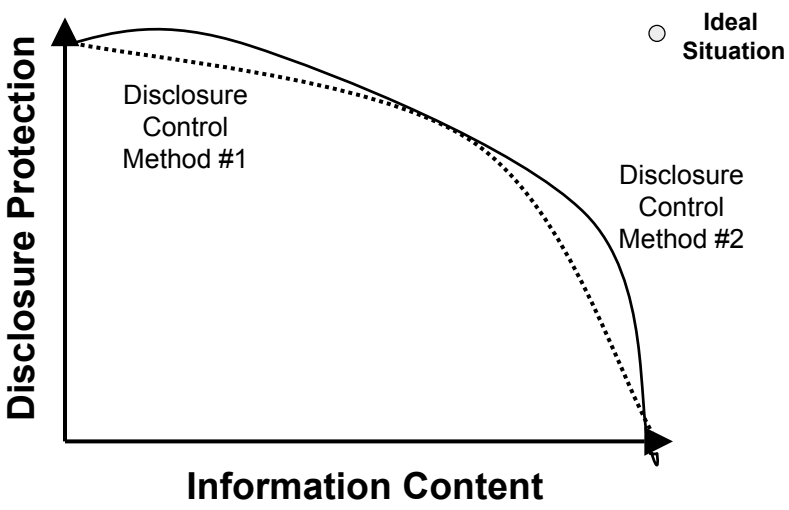 Ideal
Situation
Disclosure
Control
Method #1
Disclosure
Control
Method #2
Disclosure Protection
Information Content